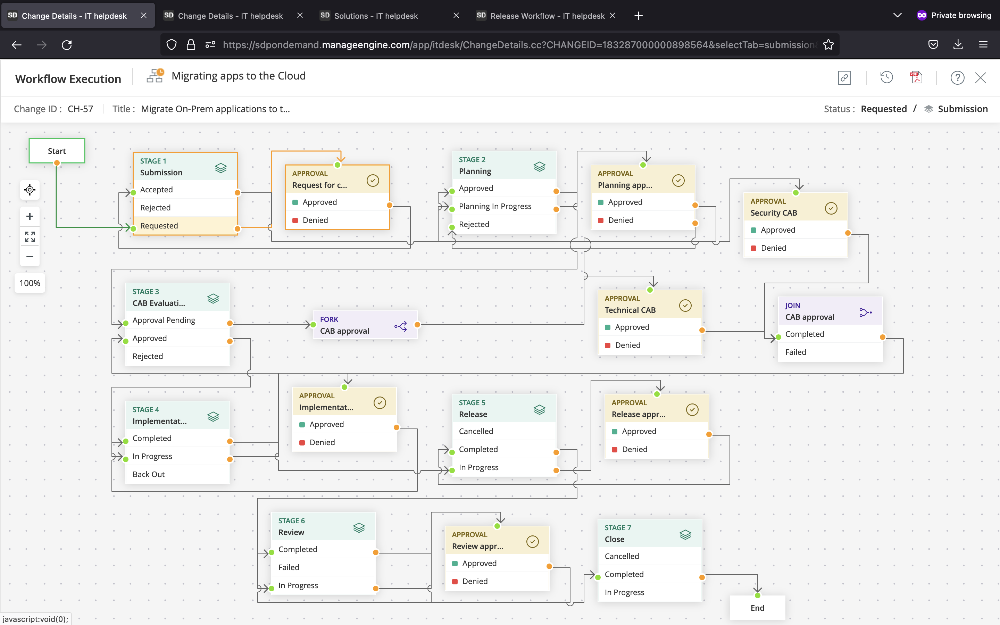 SD Change Details - IT helpdesk
SD Change Details - IT helpdesk
SD Solutions - IT helpdesk
SD Release Workflow - IT helpdesk
Private browsing
https://sdpondemand.manageengine.com/app/itdesk/ChangeDetails.cc?CHANGEID=183287000000898564&selectTab=submission
Workflow Execution
Migrating apps to the Cloud
PDF
Change ID : CH-57
Title : Migrate On-Prem applications to t...
Status : Requested / Submission
Start
100%
STAGE 1
Submission
Accepted
Rejected
Requested
APPROVAL
Request for c...
Approved
Denied
STAGE 2
Planning
Approved
Planning In Progress
Rejected
APPROVAL
Planning app...
Approved
Denied
APPROVAL
Security CAB
Approved
Denied
STAGE 3
CAB Evaluati...
Approval Pending
Approved
Rejected
FORK
CAB approval
APPROVAL
Technical CAB
Approved
Denied
JOIN
CAB approval
Completed
Failed
STAGE 4
Implementat...
Completed
In Progress
Back Out
APPROVAL
Implementat...
Approved
Denied
STAGE 5
Release
Cancelled
Completed
In Progress
APPROVAL
Release appr...
Approved
Denied
STAGE 6
Review
Completed
Failed
In Progress
APPROVAL
Review appr...
Approved
Denied
STAGE 7
Close
Cancelled
Completed
In Progress
End
javascript:void(0);